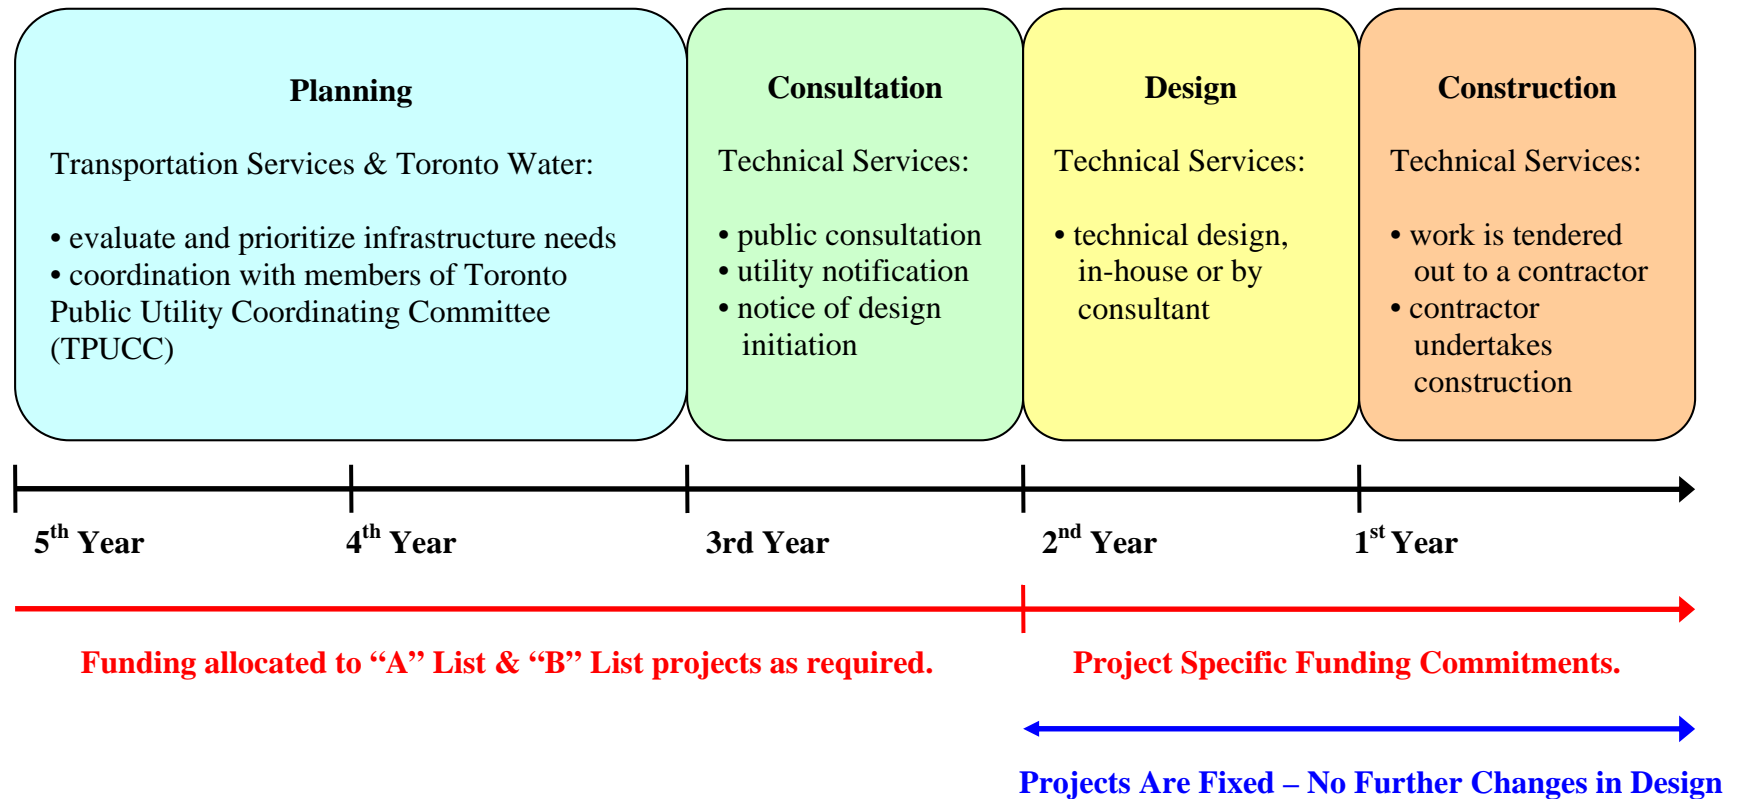 Planning
Transportation Services & Toronto Water:
• evaluate and prioritize infrastructure needs
• coordination with members of Toronto
Public Utility Coordinating Committee
(TPUCC)
Consultation
Technical Services:
• public consultation
• utility notification
• notice of design
initiation
Design
Technical Services:
• technical design,
in-house or by
consultant
Construction
Technical Services:
• work is tendered
out to a contractor
• contractor
undertakes
construction
5th Year
4th Year
3rd Year
2nd Year
1st Year
Funding allocated to “A” List & “B” List projects as required.
Project Specific Funding Commitments.
Projects Are Fixed – No Further Changes in Design